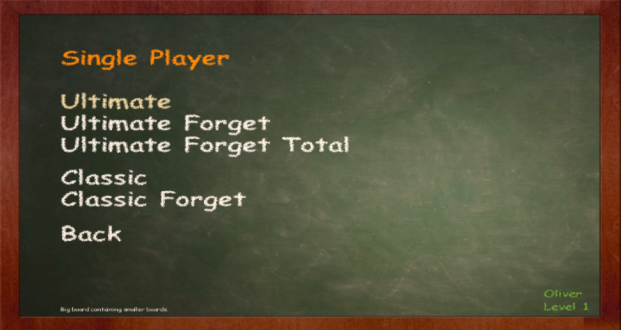 Single Player
Ultimate
Ultimate Forget
Ultimate Forget Total
Classic
Classic Forget
Back
Oliver
Level 1
Big board containing smaller boards